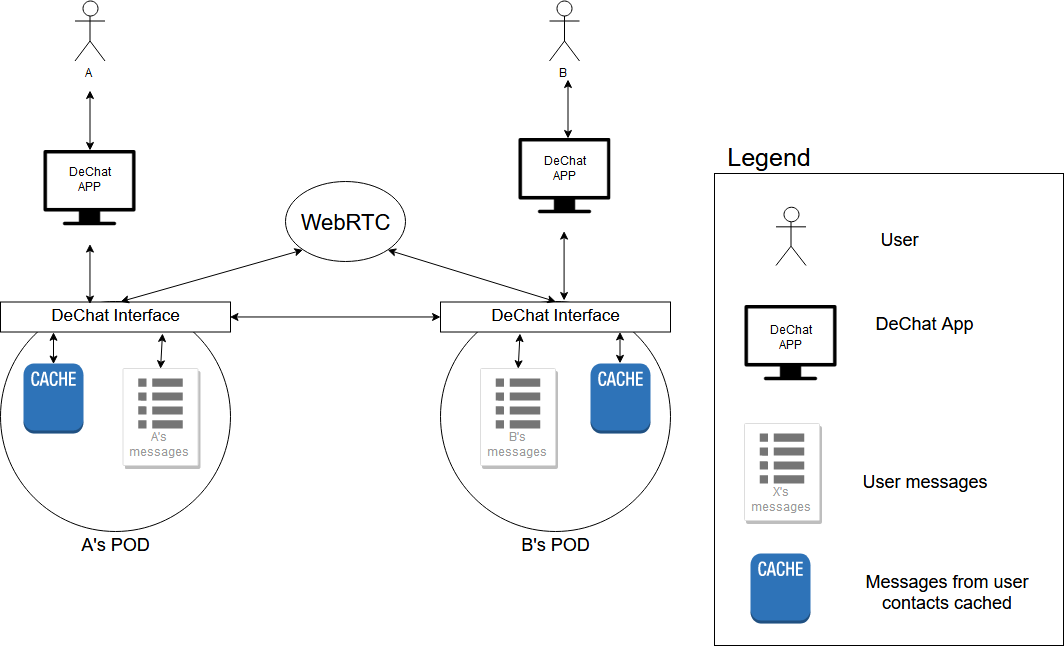 A
B
DeChat
APP
DeChat
APP
WebRTC
DeChat Interface
DeChat Interface
CACHE
A's
messages
B's
messages
CACHE
A's POD
B's POD
Legend
User
DeChat
APP
DeChat App
X's
messages
User messages
CACHE
Messages from user
contacts cached